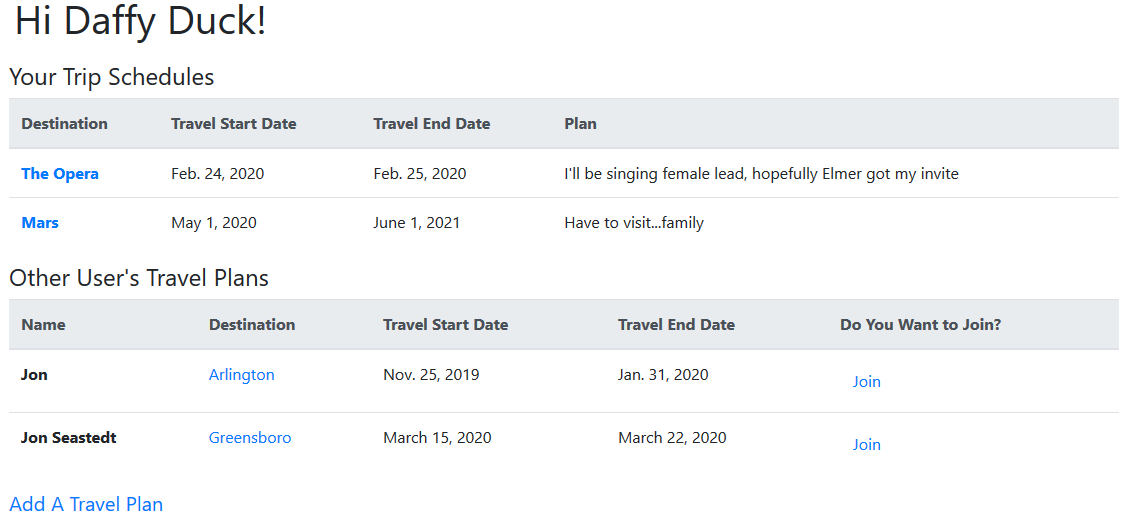 Hi Daffy Duck!
Your Trip Schedules
Destination Travel Start Date Travel End Date Plan
The Opera Feb. 24, 2020 Feb. 25, 2020 I'll be singing female lead, hopefully Elmer got my invite
Mars May 1, 2020 June 1, 2021 Have to visit...family
Other User's Travel Plans
Name Destination Travel Start Date Travel End Date Do You Want to Join?
Jon Arlington Nov. 25, 2019 Jan. 31, 2020 Join
Jon Seastedt Greensboro March 15, 2020 March 22, 2020 Join
Add A Travel Plan